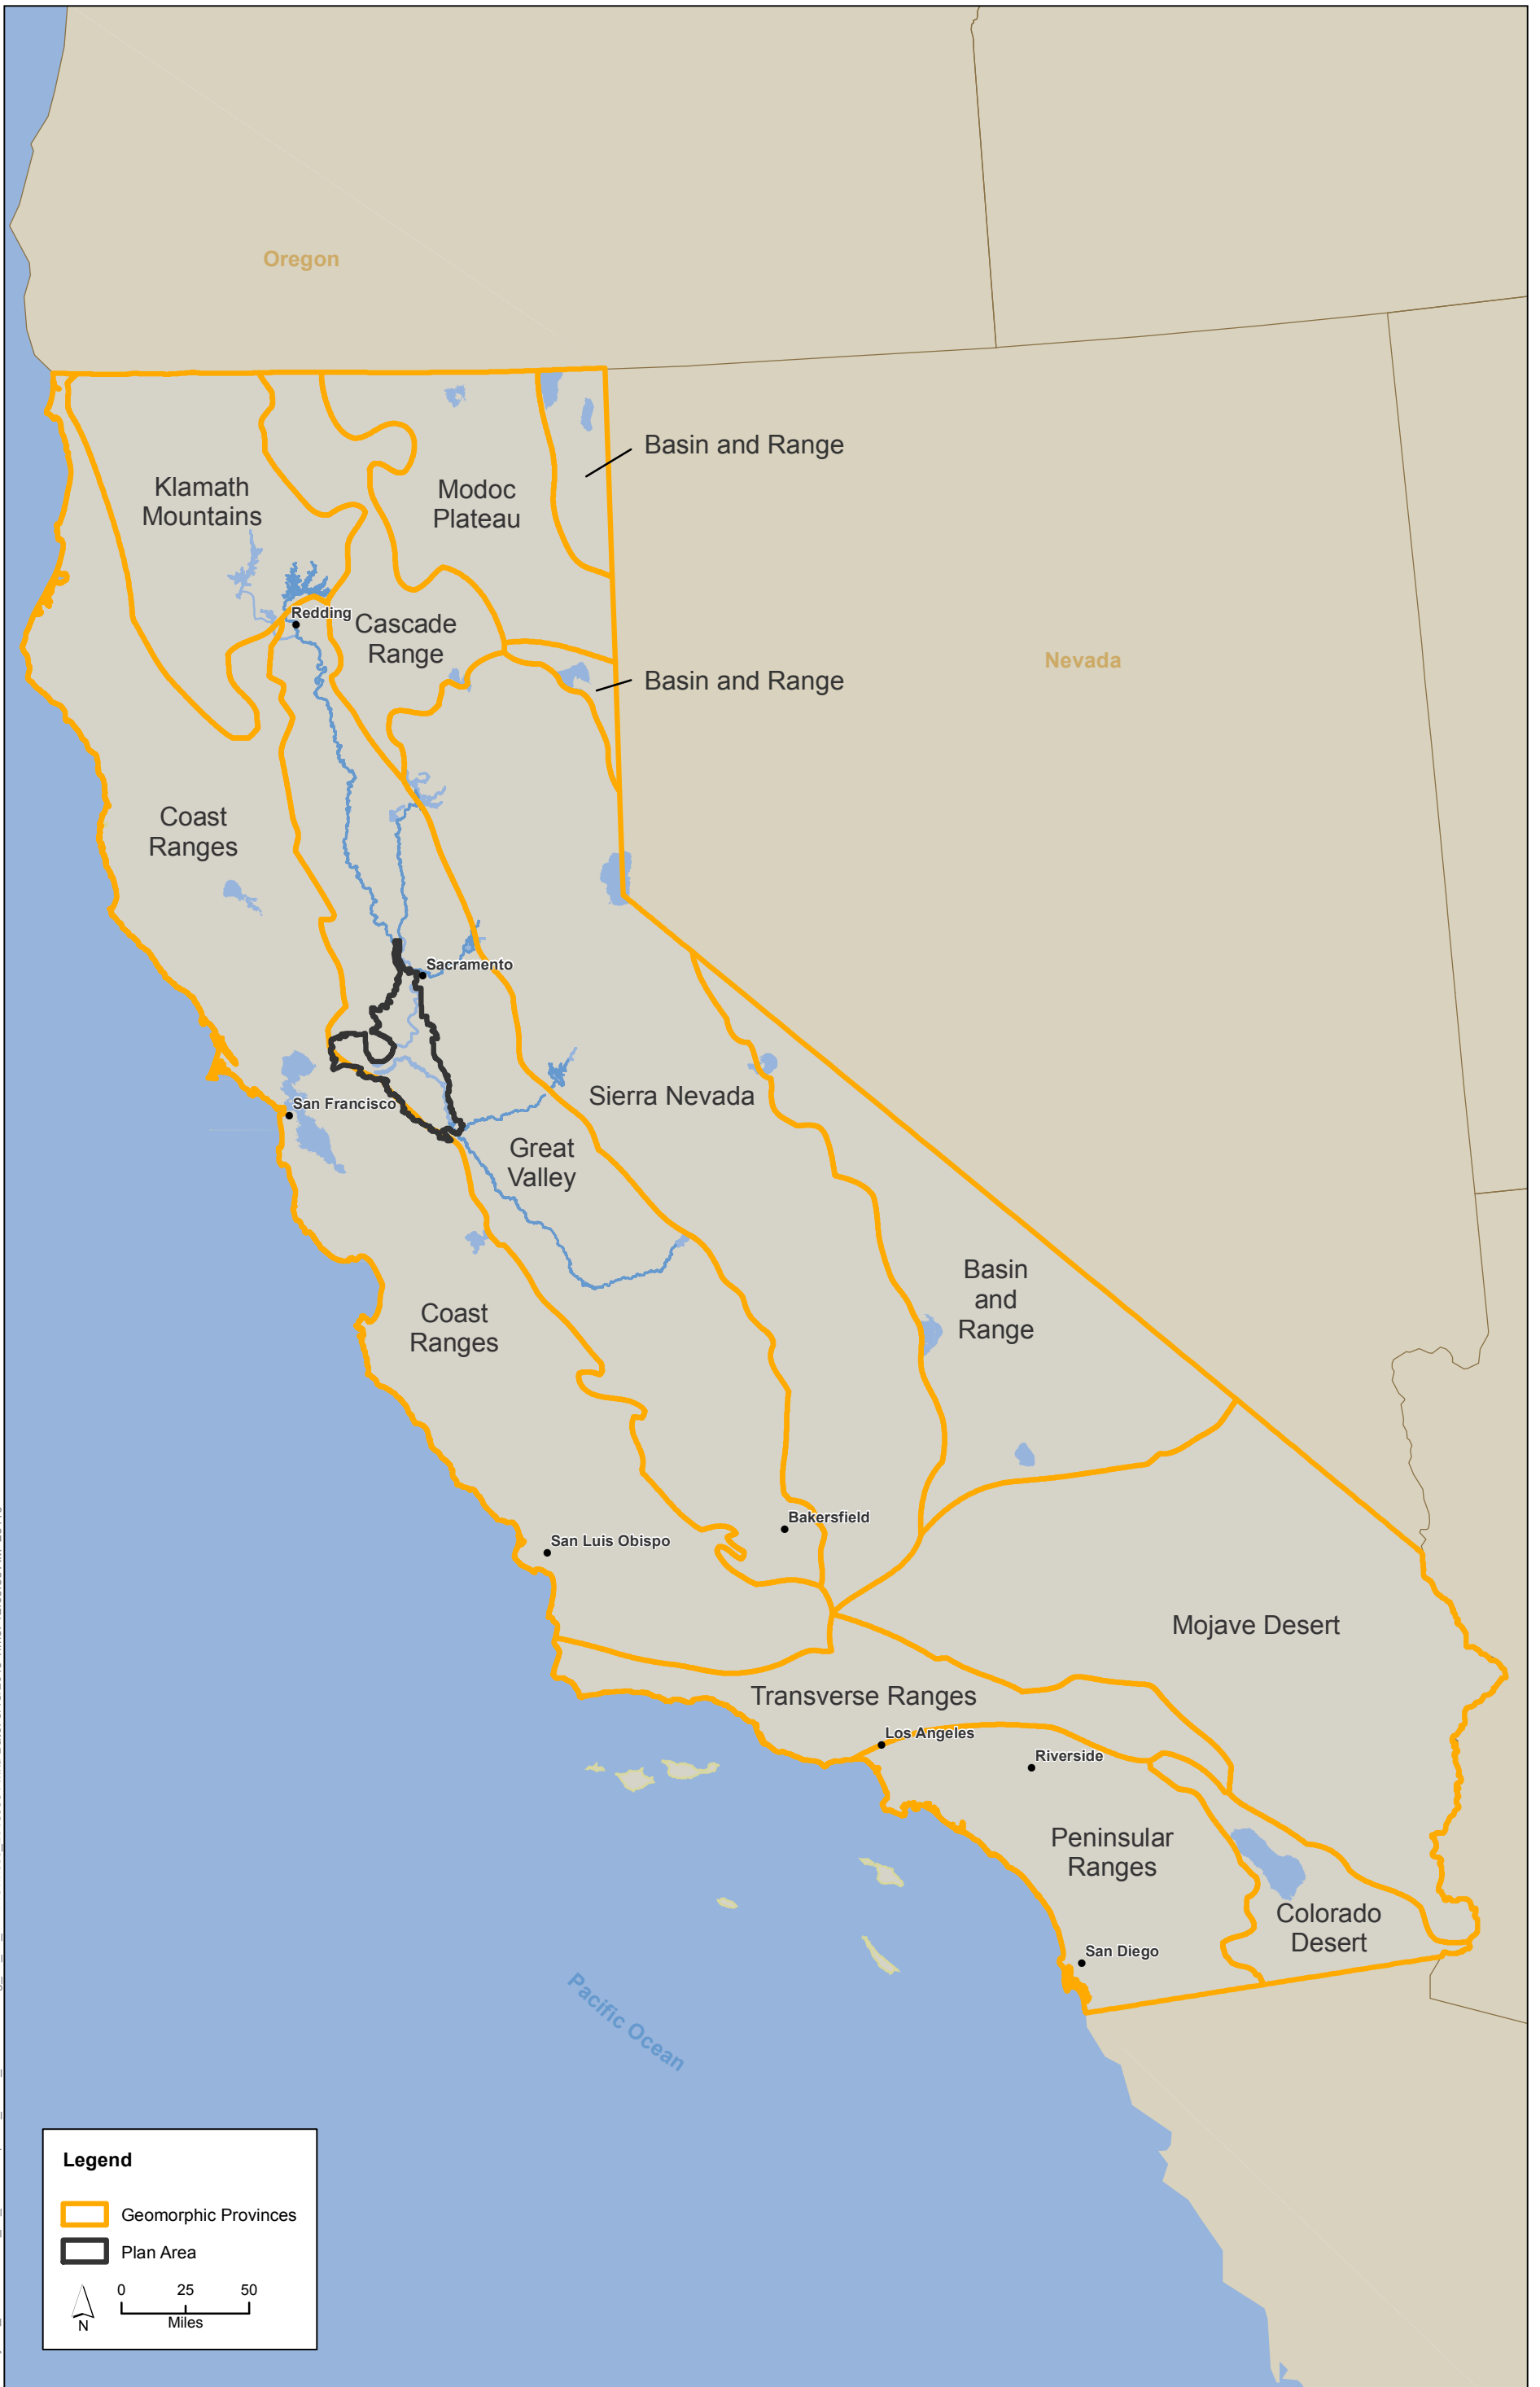 Oregon
Basin and Range
Klamath
Mountains
Modoc
Plateau
Redding
Cascade
Range
Nevada
Basin and Range
Coast
Ranges
Sacramento
Sierra Nevada
San Francisco
Great
Valley
Basin
and
Range
Coast
Ranges
Bakersfield
San Luis Obispo
Mojave Desert
Transverse Ranges
Los Angeles
Riverside
Peninsular
Ranges
Colorado
Desert
San Diego
Pacific Ocean
Legend
Geomorphic Provinces
Plan Area
0 25 50
Miles
N